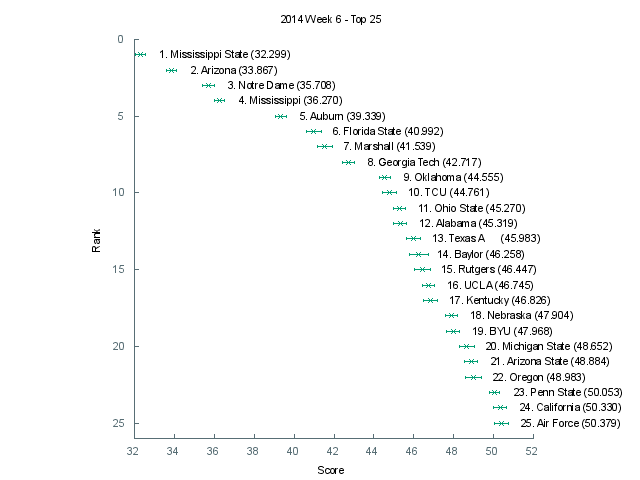 2014 Week 6 - Top 25
0
1. Mississippi State (32.299)
2. Arizona (33.867)
3. Notre Dame (35.708)
4. Mississippi (36.270)
5
5. Auburn (39.339)
6. Florida State (40.992)
7. Marshall (41.539)
8. Georgia Tech (42.717)
9. Oklahoma (44.555)
10
10. TCU (44.761)
11. Ohio State (45.270)
12. Alabama (45.319)
13. Texas A (45.983)
Rank
14. Baylor (46.258)
15
15. Rutgers (46.447)
16. UCLA (46.745)
17. Kentucky (46.826)
18. Nebraska (47.904)
19. BYU (47.968)
20
20. Michigan State (48.652)
21. Arizona State (48.884)
22. Oregon (48.983)
23. Penn State (50.053)
24. California (50.330)
25
25. Air Force (50.379)
32 34 36 38 40 42 44 46 48 50 52
Score